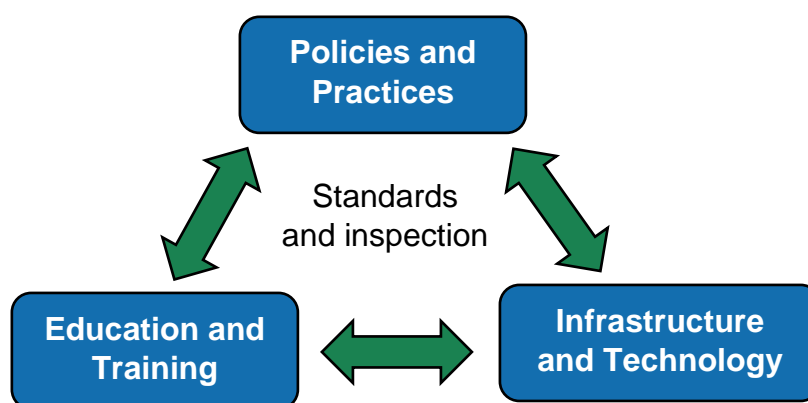 Policies and
Practices
Standards
and inspection
Education and
Training
Infrastructure
and Technology